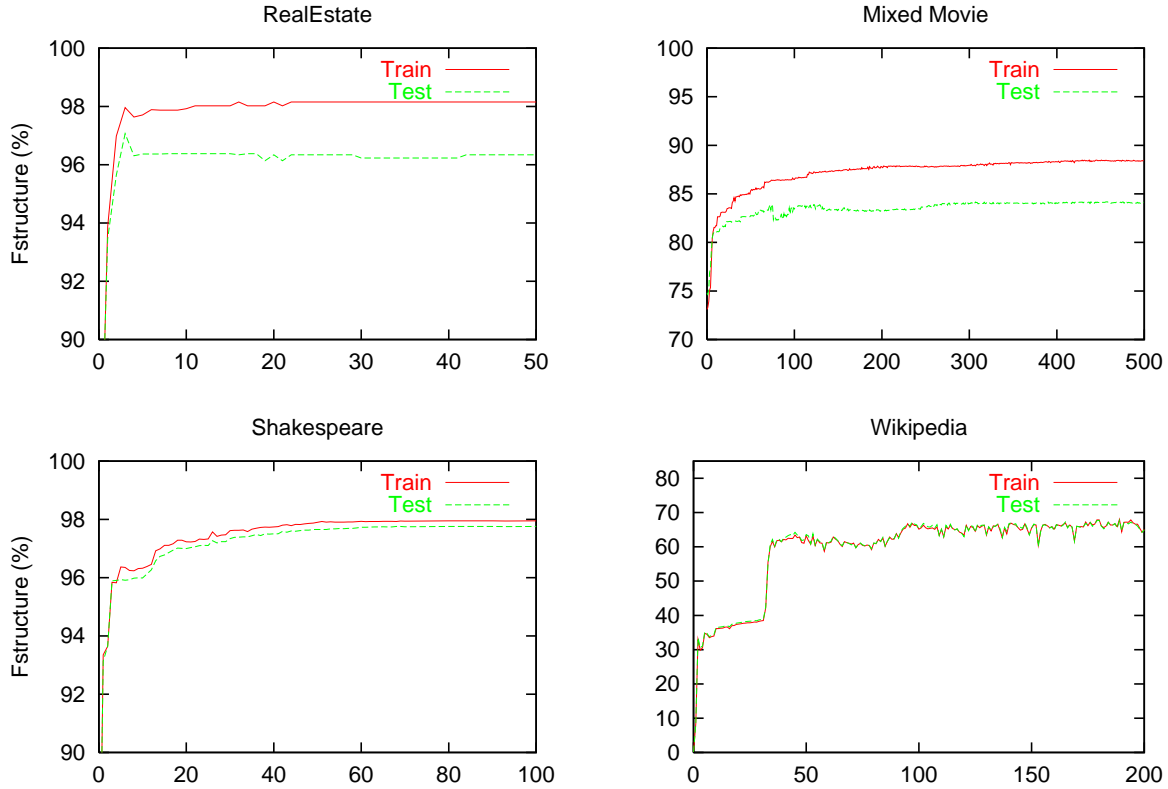 RealEstate
100
98
96
94
92
90
Fstructure (%)
Train
Test
0 10 20 30 40 50
Mixed Movie
100
95
90
85
80
75
70
Train
Test
0 100 200 300 400 500
Shakespeare
100
98
96
94
92
90
Fstructure (%)
Train
Test
0 20 40 60 80 100
Wikipedia
80
70
60
50
40
30
20
10
0
Train
Test
0 50 100 150 200